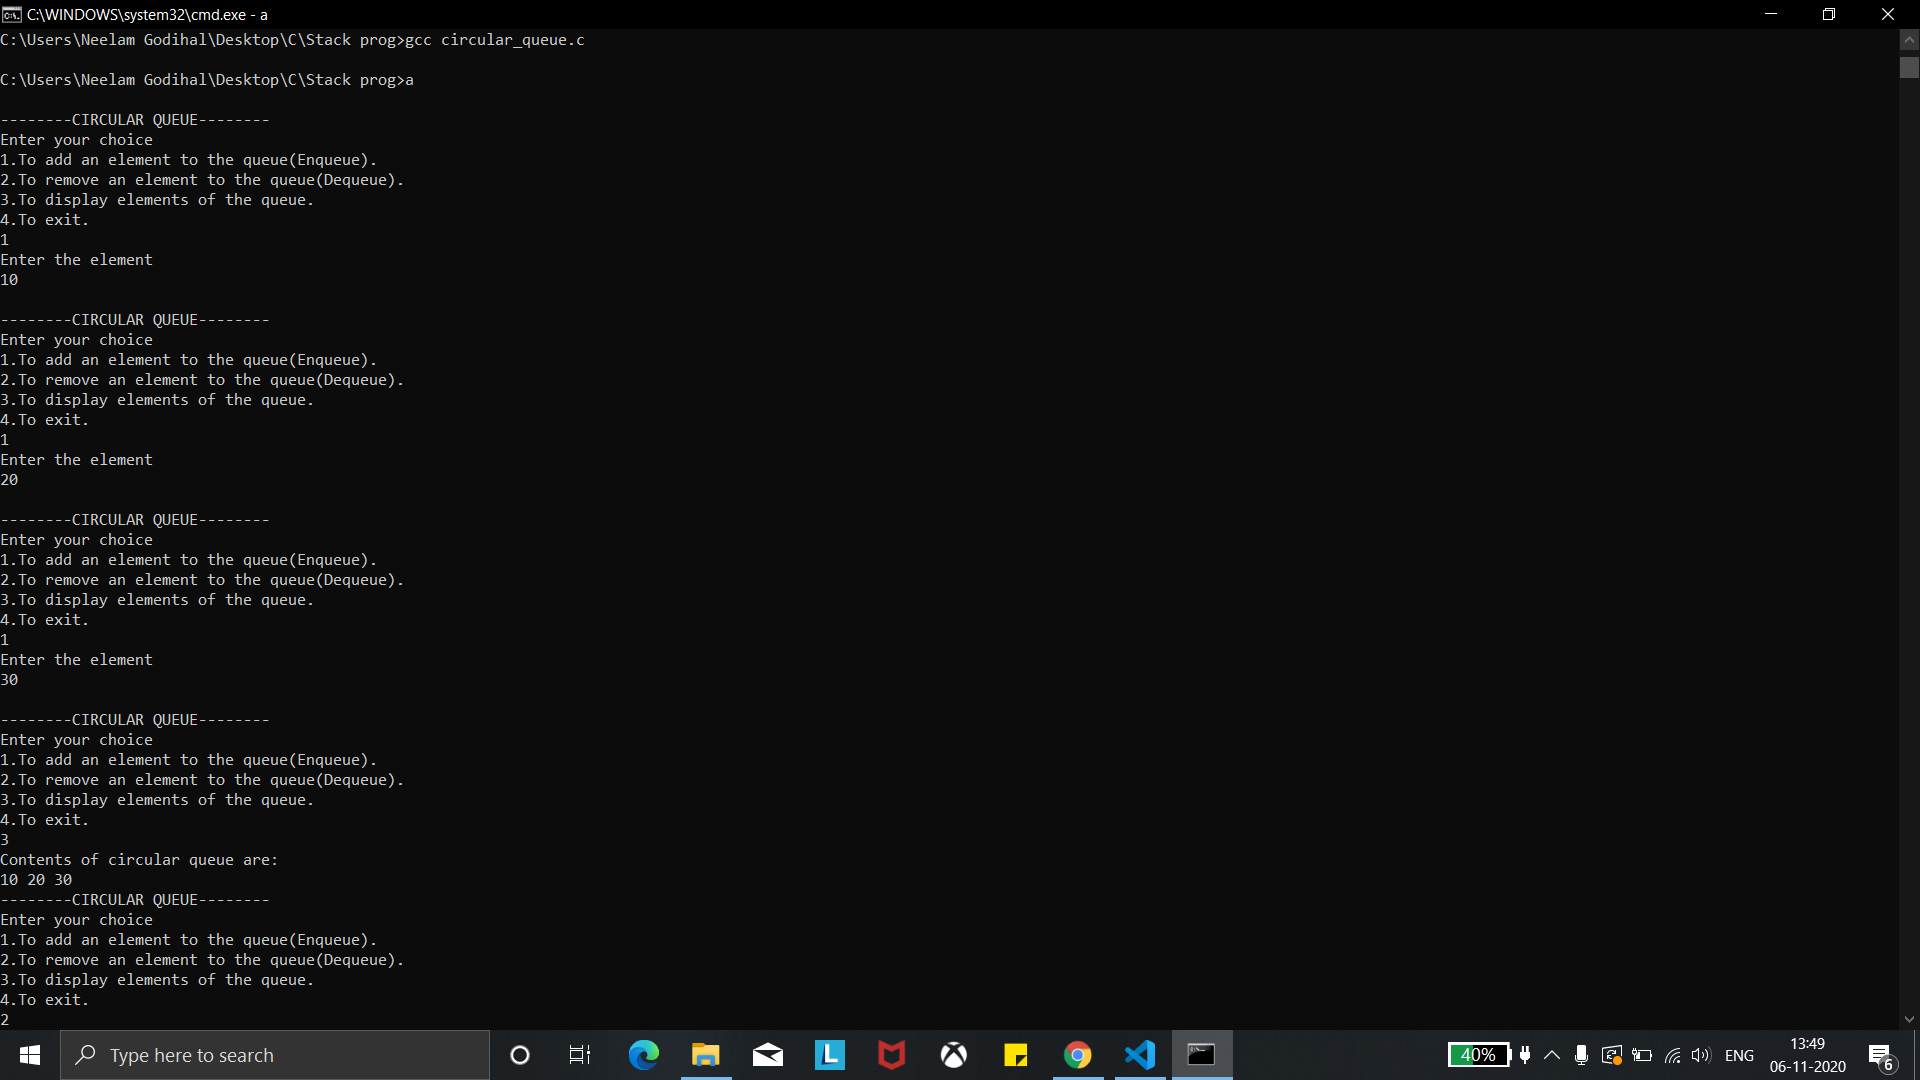 C:\WINDOWS\system32\cmd.exe - a
C:\Users\Neelam Godihal\Desktop\C\Stack prog>gcc circular_queue.c
C:\Users\Neelam Godihal\Desktop\C\Stack prog>a
--------CIRCULAR QUEUE--------
Enter your choice
1.To add an element to the queue(Enqueue).
2.To remove an element to the queue(Dequeue).
3.To display elements of the queue.
4.To exit.
1
Enter the element
10
--------CIRCULAR QUEUE--------
Enter your choice
1.To add an element to the queue(Enqueue).
2.To remove an element to the queue(Dequeue).
3.To display elements of the queue.
4.To exit.
1
Enter the element
20
--------CIRCULAR QUEUE--------
Enter your choice
1.To add an element to the queue(Enqueue).
2.To remove an element to the queue(Dequeue).
3.To display elements of the queue.
4.To exit.
1
Enter the element
30
--------CIRCULAR QUEUE--------
Enter your choice
1.To add an element to the queue(Enqueue).
2.To remove an element to the queue(Dequeue).
3.To display elements of the queue.
4.To exit.
3
Contents of circular queue are:
10 20 30
--------CIRCULAR QUEUE--------
Enter your choice
1.To add an element to the queue(Enqueue).
2.To remove an element to the queue(Dequeue).
3.To display elements of the queue.
4.To exit.
2
Type here to search
L
40%
ENG
13:49
06-11-2020
6